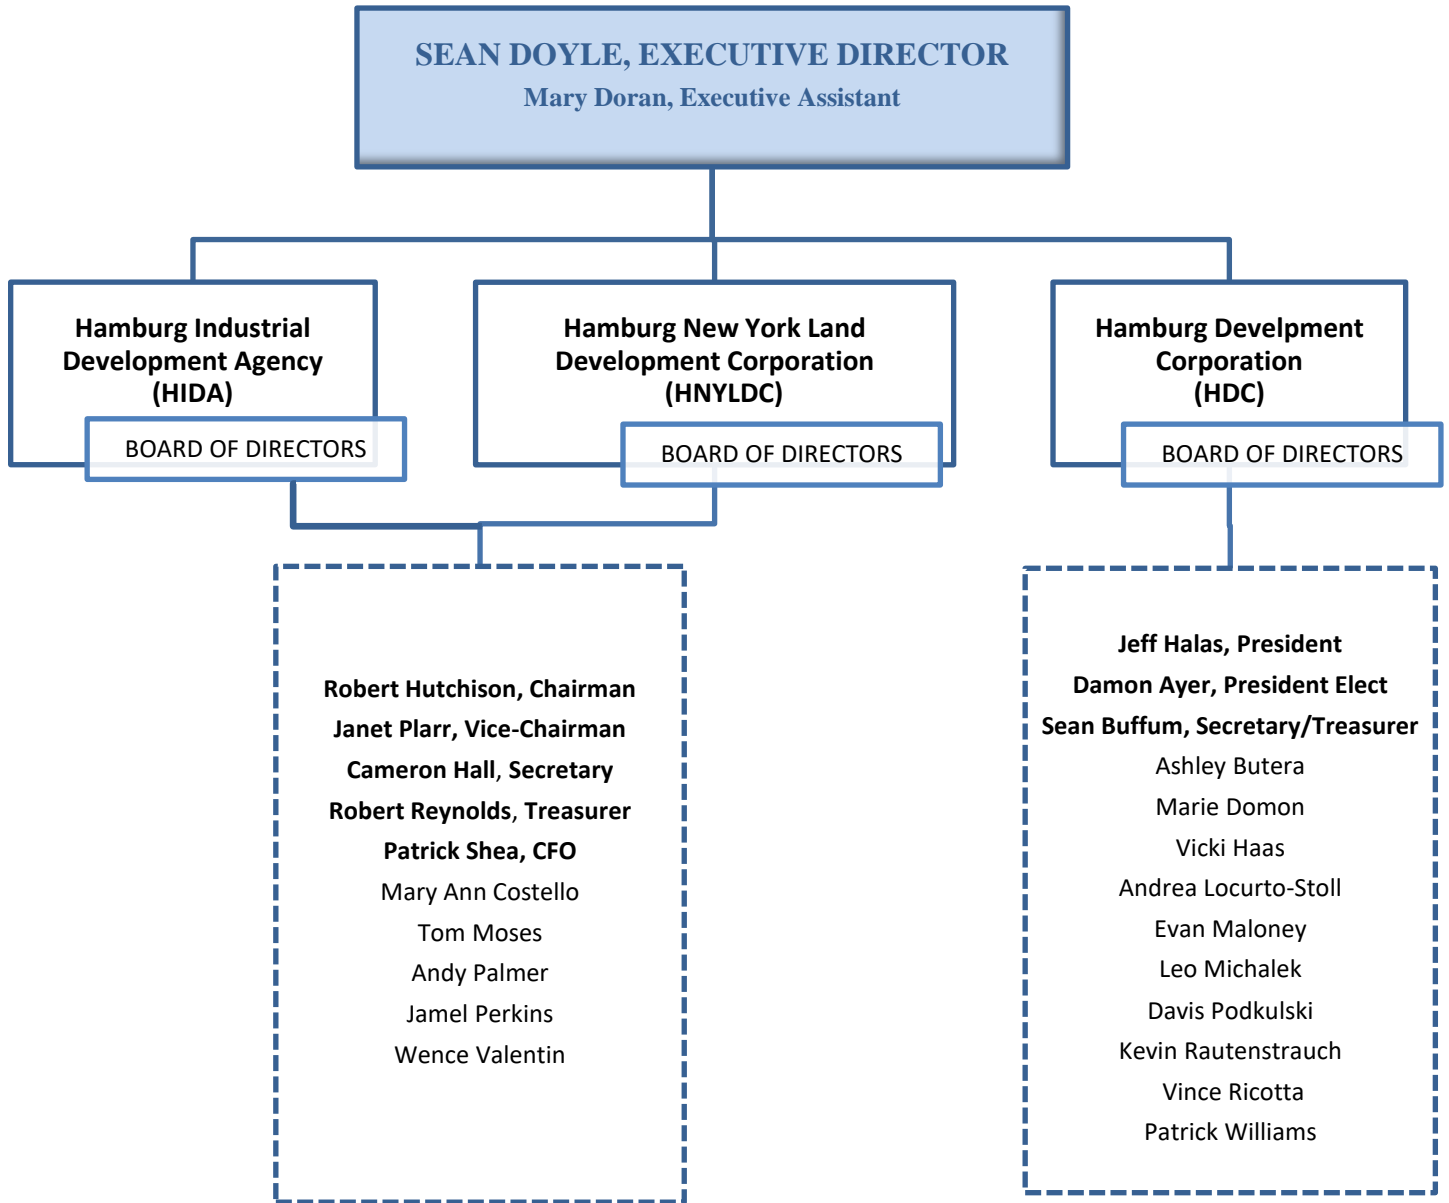 SEAN DOYLE, EXECUTIVE DIRECTOR
Mary Doran, Executive Assistant
Hamburg Industrial
Development Agency
(HIDA)
BOARD OF DIRECTORS
Hamburg New York Land
Development Corporation
(HNYLDC)
BOARD OF DIRECTORS
Hamburg Develpment
Corporation
(HDC)
BOARD OF DIRECTORS
Robert Hutchison, Chairman
Janet Plarr, Vice-Chairman
Cameron Hall, Secretary
Robert Reynolds, Treasurer
Patrick Shea, CFO
Mary Ann Costello
Tom Moses
Andy Palmer
Jamel Perkins
Wence Valentin
Jeff Halas, President
Damon Ayer, President Elect
Sean Buffum, Secretary/Treasurer
Ashley Butera
Marie Domon
Vicki Haas
Andrea Locurto-Stoll
Evan Maloney
Leo Michalek
Davis Podkulski
Kevin Rautenstrauch
Vince Ricotta
Patrick Williams